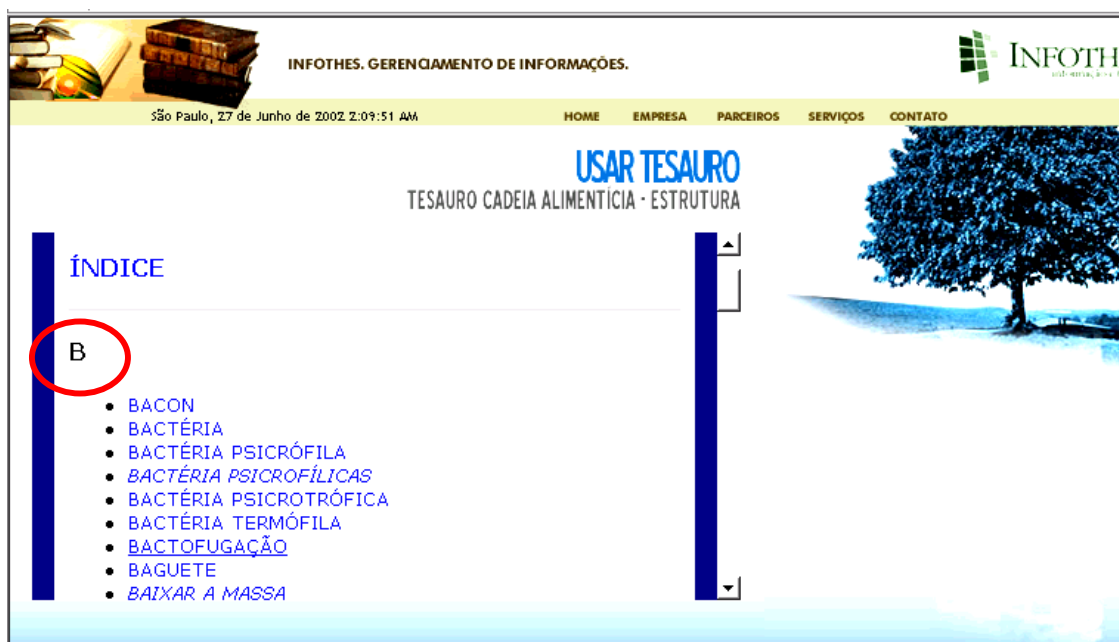 INFOTHES. GERENCIAMENTO DE INFORMAÇÕES.
INFOTH
São Paulo, 27 de Junho de 2002 2:09:51 AM
HOME EMPRESA PARCEIROS SERVIÇOS CONTATO
USAR TESAURO
TESAURO CADEIA ALIMENTÍCIA - ESTRUTURA
ÍNDICE
B
BACON
BACTÉRIA
BACTÉRIA PSICRÓFILA
BACTÉRIA PSICROFÍLICAS
BACTÉRIA PSICROTRÓFICA
BACTÉRIA TERMÓFILA
BACTOFUGAÇÃO
BAGUETE
BAIXAR A MASSA